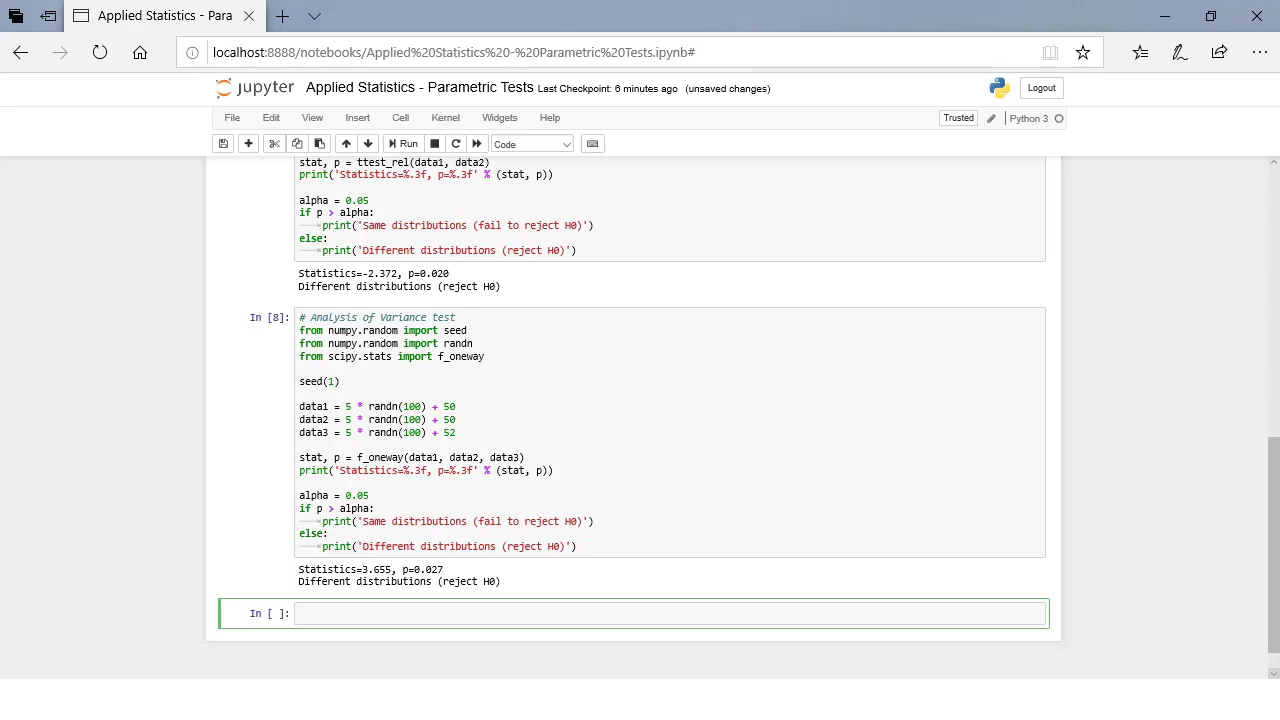 Applied Statistics - Para
localhost:8888/notebooks/Applied%20Statistics%20-%20Parametric%20Tests.ipynb#
jupyter Applied Statistics - Parametric Tests Last Checkpoint: 6 minutes ago (unsaved changes) Logout
File Edit View Insert Cell Kernel Widgets Help Trusted Python 3
Run Code
stat, p = ttest_rel(data1, data2)
print('Statistics=%.3f, p=%.3f' % (stat, p))
alpha = 0.05
if p > alpha:
print('Same distributions (fail to reject H0)')
else:
print('Different distributions (reject H0)')
Statistics=-2.372, p=0.020
Different distributions (reject H0)
In [8]: # Analysis of Variance test
from numpy.random import seed
from numpy.random import randn
from scipy.stats import f_oneway
seed(1)
data1 = 5 * randn(100) + 50
data2 = 5 * randn(100) + 50
data3 = 5 * randn(100) + 52
stat, p = f_oneway(data1, data2, data3)
print('Statistics=%.3f, p=%.3f' % (stat, p))
alpha = 0.05
if p > alpha:
print('Same distributions (fail to reject H0)')
else:
print('Different distributions (reject H0)')
Statistics=3.655, p=0.027
Different distributions (reject H0)
In [ ]: